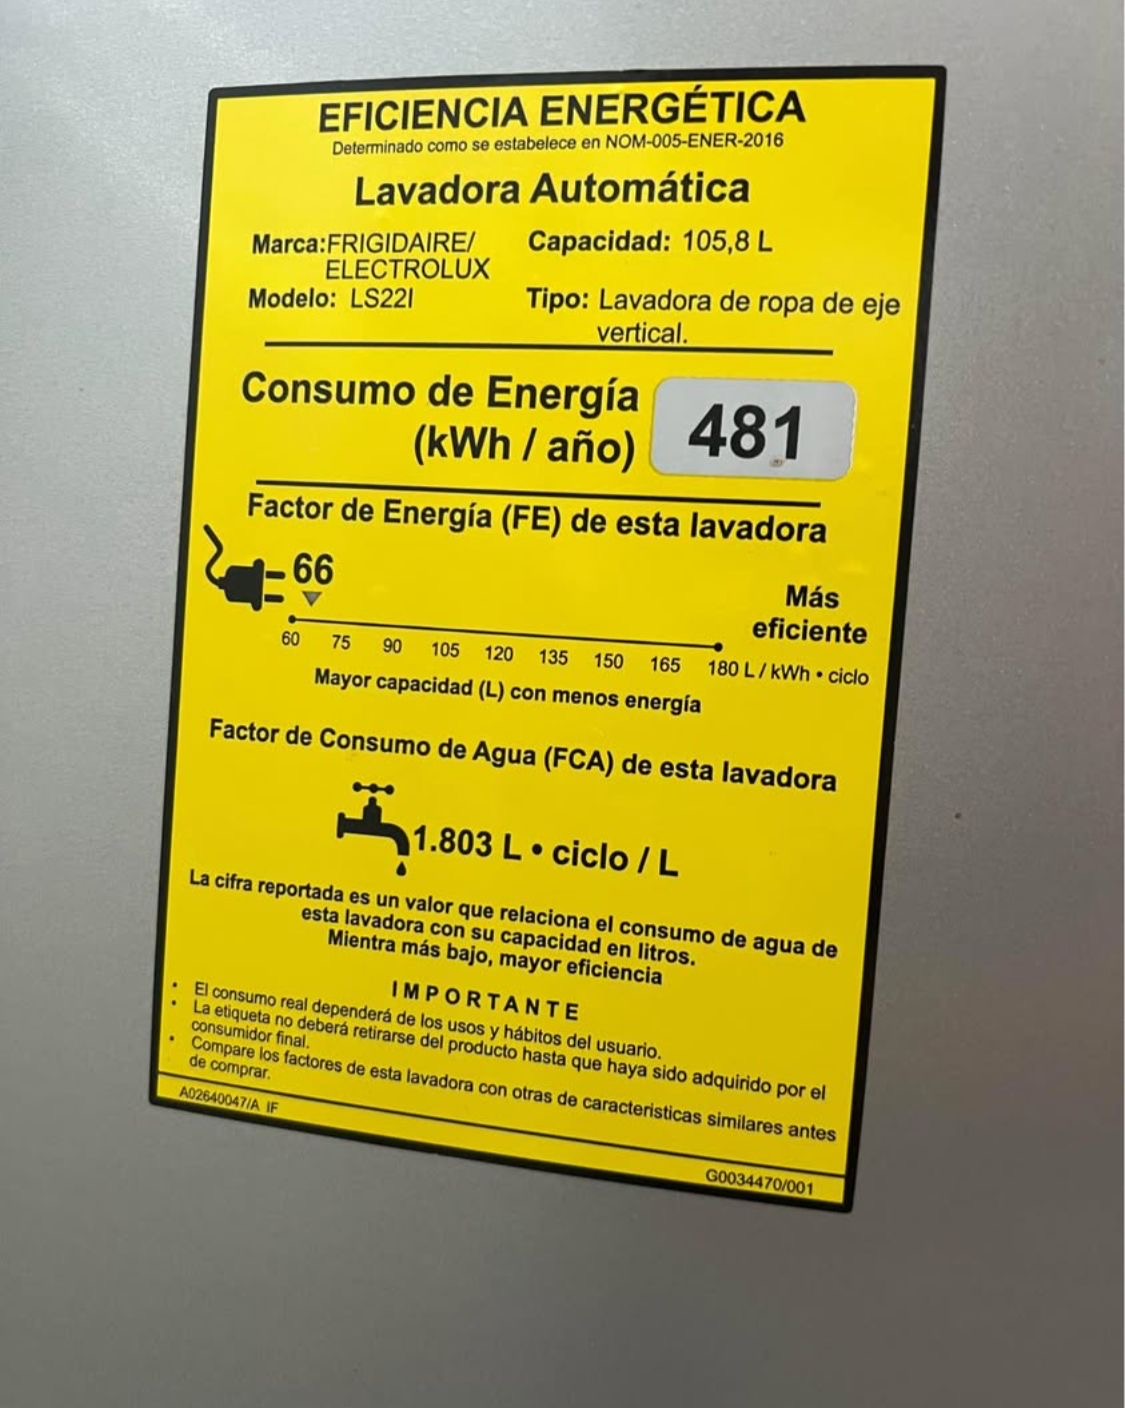 EFICIENCIA ENERGÉTICA
Determinado como se estabelece en NOM-005-ENER-2016
Lavadora Automática
Marca:FRIGIDAIRE/
ELECTROLUX
Capacidad: 105,8 L
Modelo: LS22I
Tipo: Lavadora de ropa de eje
vertical.
Consumo de Energía
(kWh / año)
481
Factor de Energía (FE) de esta lavadora
66
Más
eficiente
60 75 90 105 120 135 150 165 180 L / kWh • ciclo
Mayor capacidad (L) con menos energía
Factor de Consumo de Agua (FCA) de esta lavadora
1.803 L • ciclo / L
La cifra reportada es un valor que relaciona el consumo de agua de
esta lavadora con su capacidad en litros.
Mientra más bajo, mayor eficiencia
IMPORTANTE
• El consumo real dependerá de los usos y hábitos del usuario.
• La etiqueta no deberá retirarse del producto hasta que haya sido adquirido por el
consumidor final.
• Compare los factores de esta lavadora con otras de caracteristicas similares antes
de comprar.
A02640047/A IF
G0034470/001